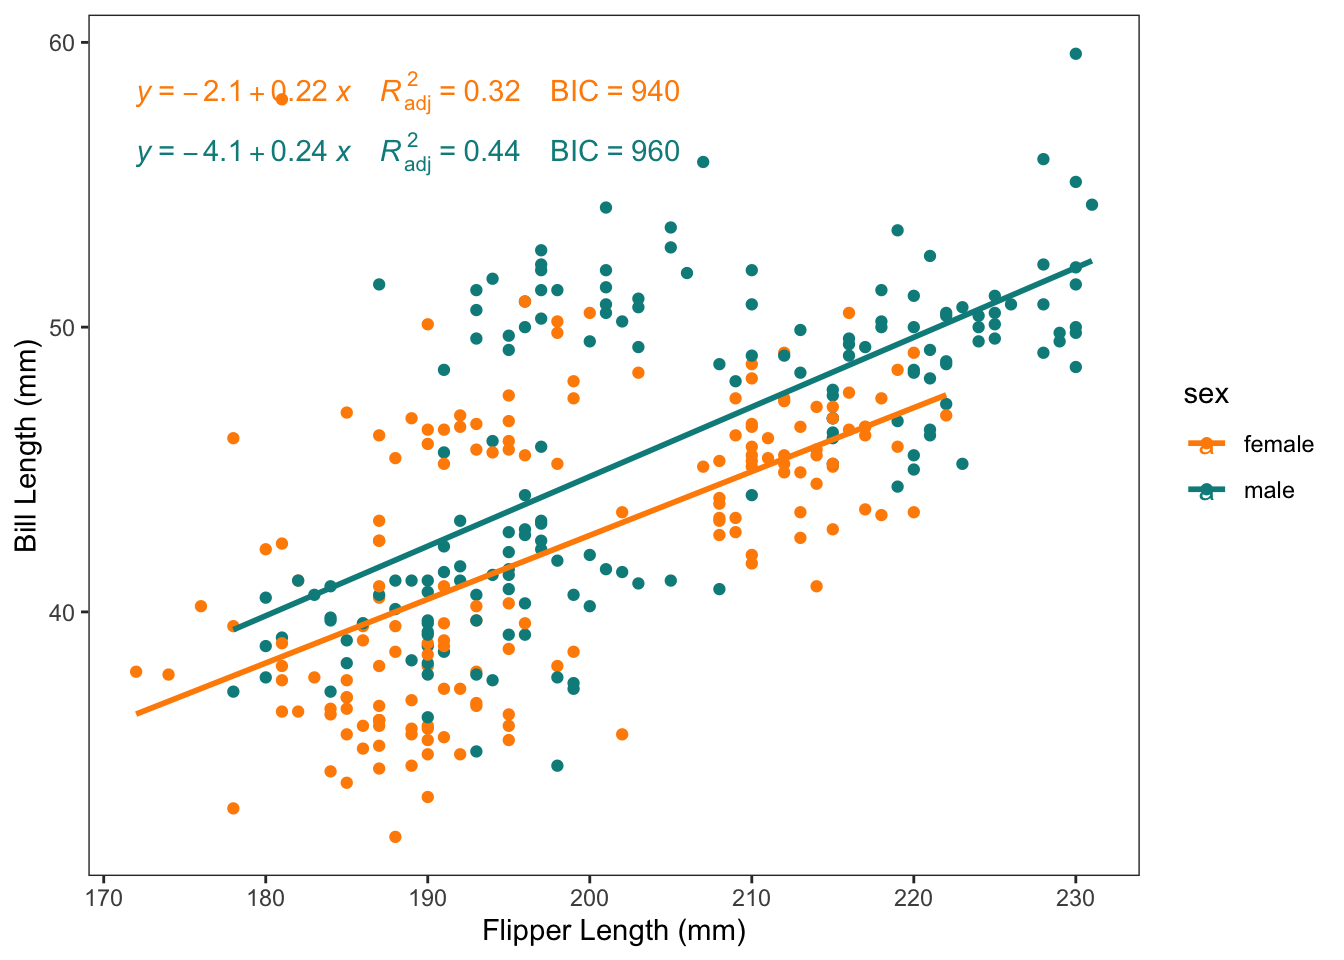 60
y = −2.1 + 0.22 x R²adj = 0.32 BIC = 940
y = −4.1 + 0.24 x R²adj = 0.44 BIC = 960
50
40
Bill Length (mm)
170 180 190 200 210 220 230
Flipper Length (mm)
sex
a female
a male